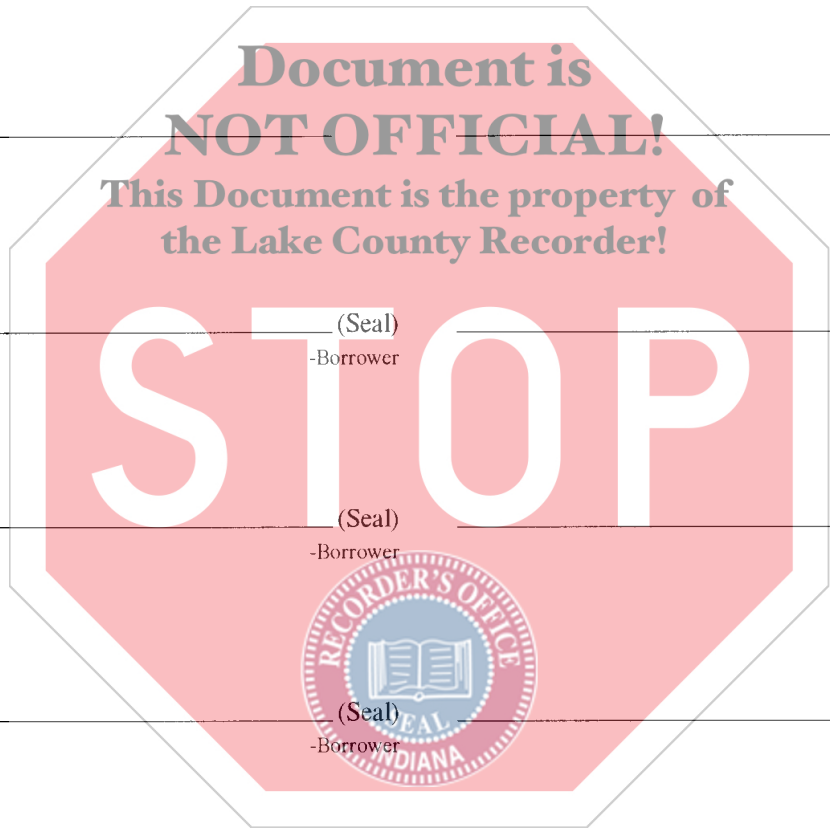 Document is
NOT OFFICIAL!
This Document is the property of
the Lake County Recorder!
(Seal)
-Borrower
STOP
(Seal)
-Borrower
RECORDER'S OFFICE
(Seal)
SEAL
-Borrower
INDIANA